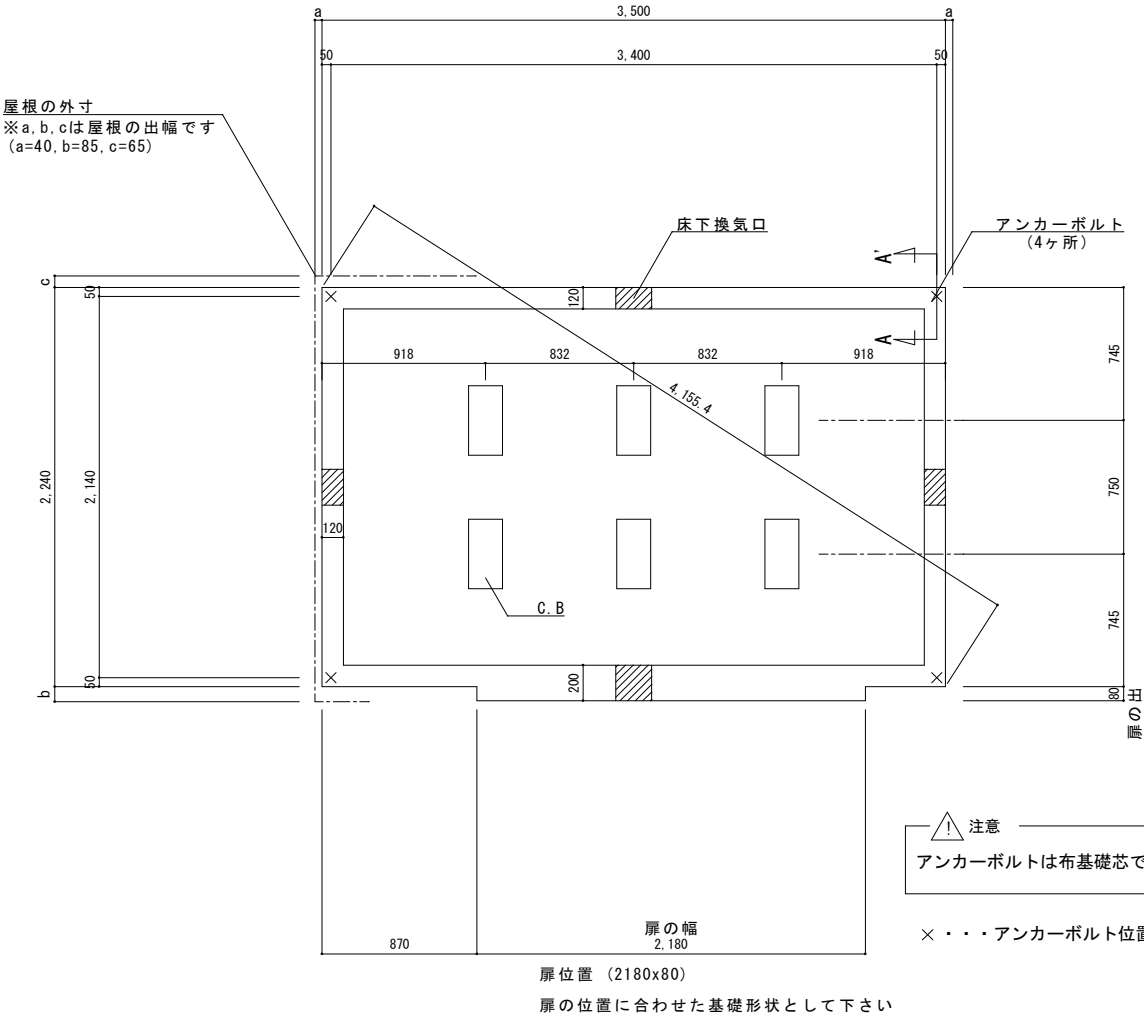 a
3,500
a
50
3,400
50
屋根の外寸
※a,b,cは屋根の出幅です
(a=40,b=85,c=65)
床下換気口
アンカーボルト
(4ヶ所)
A'
A
c
50
120
918
832
832
918
745
4,155.4
2,240
2,140
750
120
C.B
745
50
200
b
80
扉の出
注意
アンカーボルトは布基礎芯で
×・・・アンカーボルト位置
扉の幅
870
2,180
扉位置 (2180x80)
扉の位置に合わせた基礎形状として下さい